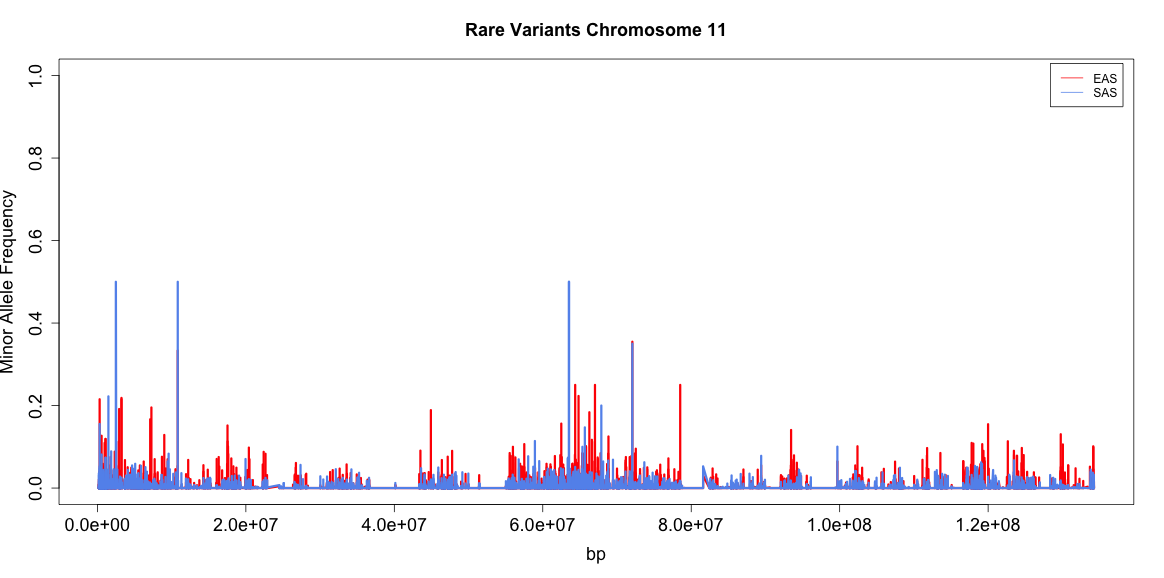 Rare Variants Chromosome 11
EAS
SAS
Minor Allele Frequency
1.0
0.8
0.6
0.4
0.2
0.0
0.0e+00 2.0e+07 4.0e+07 6.0e+07 8.0e+07 1.0e+08 1.2e+08
bp